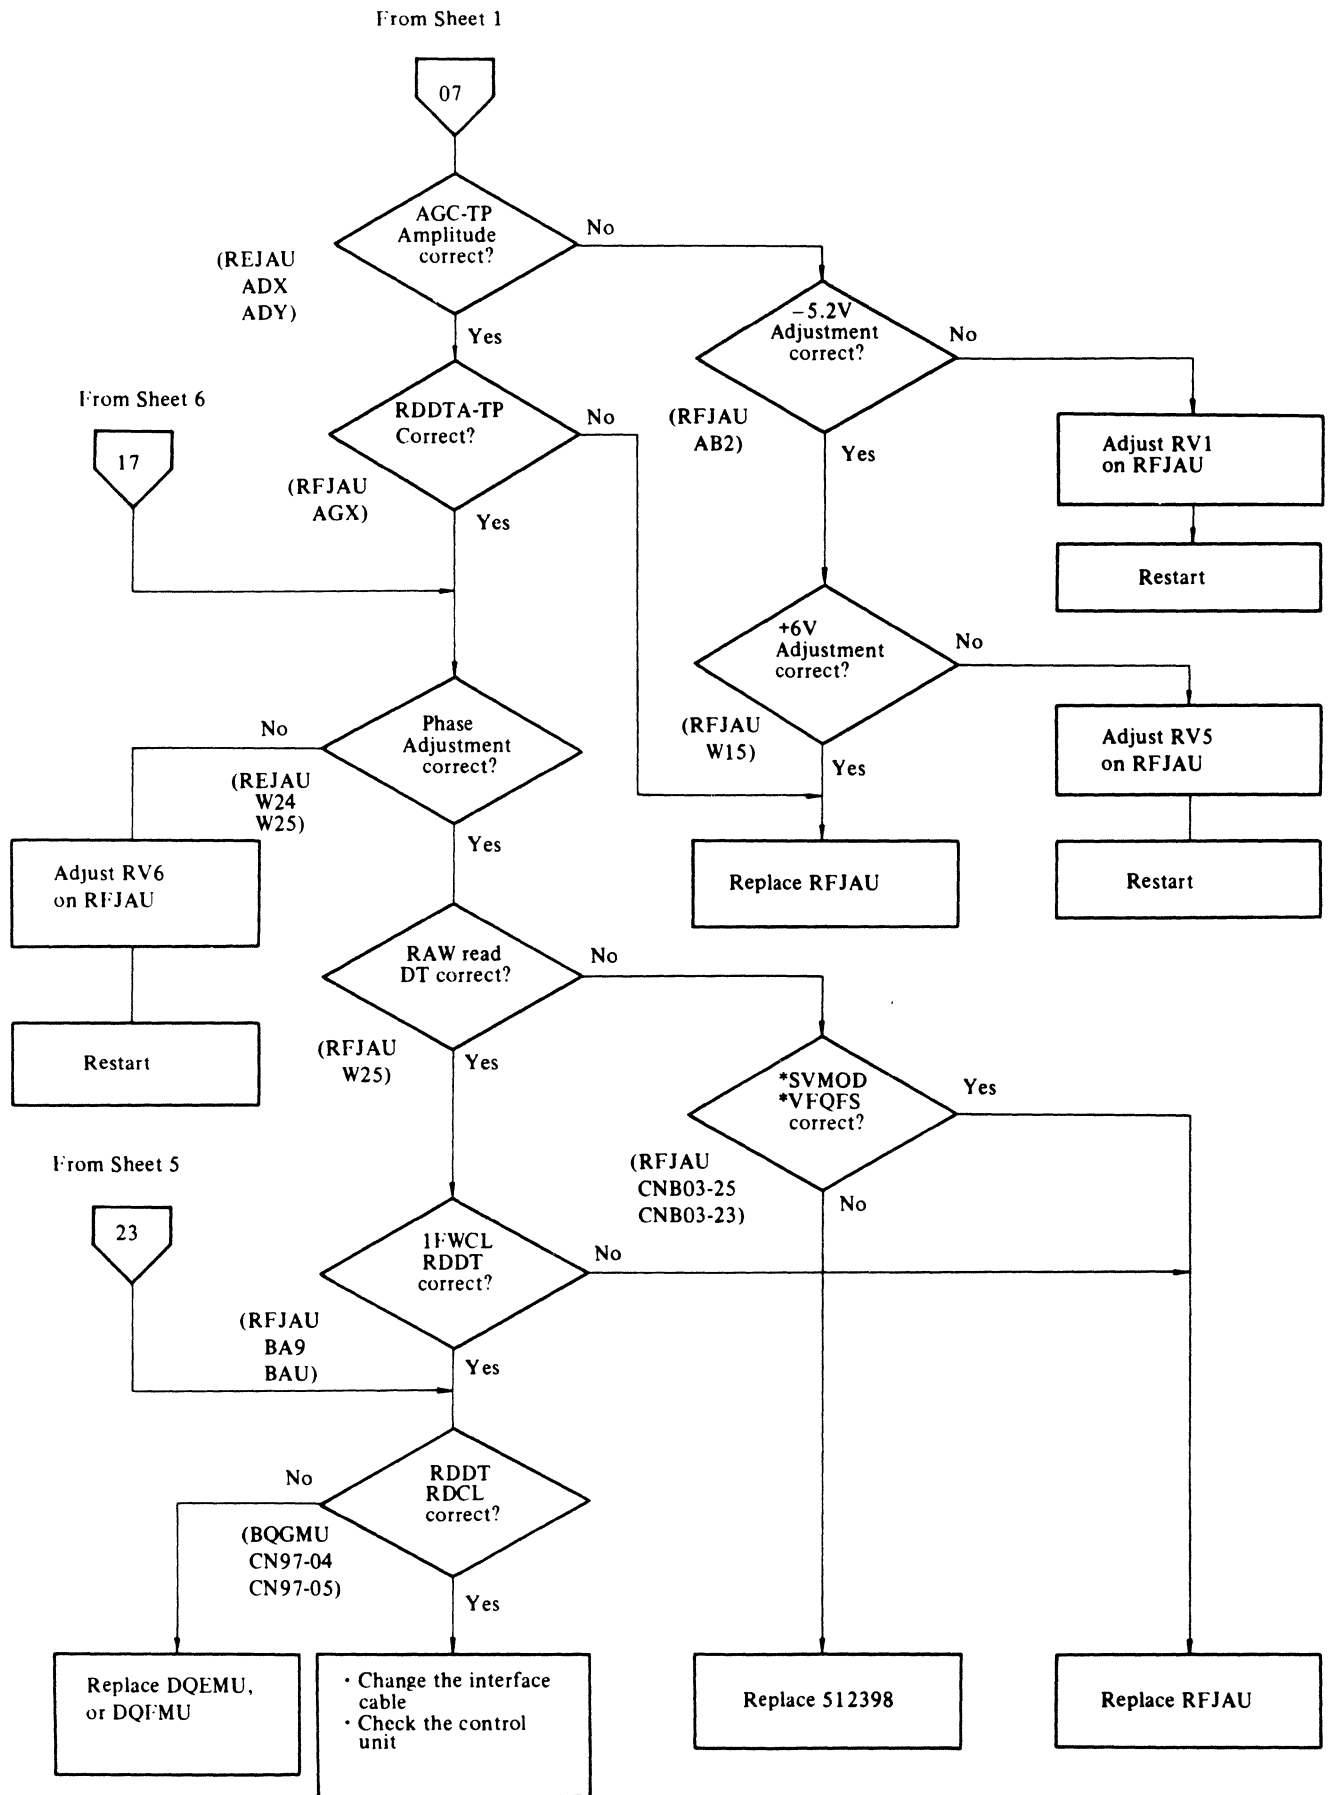 From Sheet 1
07
AGC-TP
Amplitude
correct?
No
(REJAU
ADX
ADY)
Yes
−5.2V
Adjustment
correct?
No
(RFJAU
AB2)
Yes
Adjust RV1
on RFJAU
Restart
From Sheet 6
17
RDDTA-TP
Correct?
No
(RFJAU
AGX)
Yes
+6V
Adjustment
correct?
No
(RFJAU
W15)
Yes
Adjust RV5
on RFJAU
Restart
Replace RFJAU
Phase
Adjustment
correct?
No
(REJAU
W24
W25)
Yes
Adjust RV6
on RFJAU
Restart
RAW read
DT correct?
No
(RFJAU
W25)
Yes
*SVMOD
*VFQFS
correct?
Yes
(RFJAU
CNB03-25
CNB03-23)
No
From Sheet 5
23
1FWCL
RDDT
correct?
No
(RFJAU
BA9
BAU)
Yes
RDDT
RDCL
correct?
No
(BQGMU
CN97-04
CN97-05)
Yes
Replace DQEMU,
or DQFMU
· Change the interface
cable
· Check the control
unit
Replace 512398
Replace RFJAU